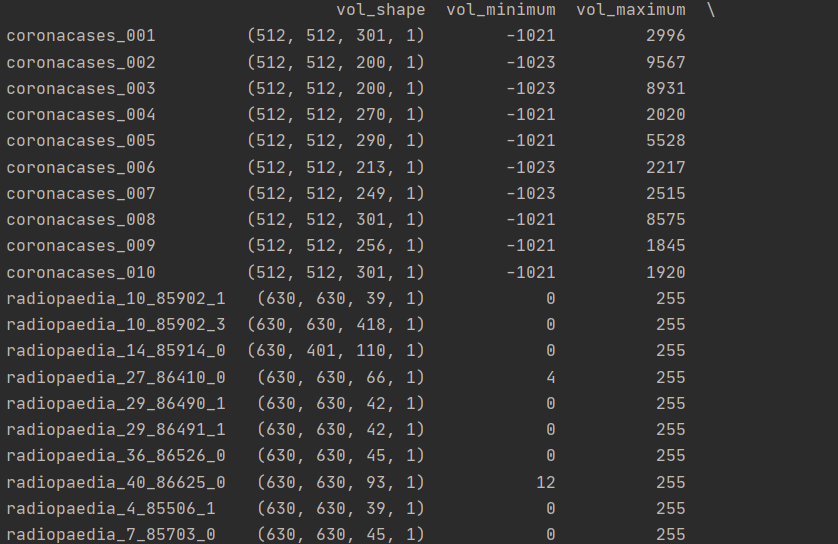 vol_shape  vol_minimum  vol_maximum  \
coronacases_001         (512, 512, 301, 1)        -1021         2996
coronacases_002         (512, 512, 200, 1)        -1023         9567
coronacases_003         (512, 512, 200, 1)        -1023         8931
coronacases_004         (512, 512, 270, 1)        -1021         2020
coronacases_005         (512, 512, 290, 1)        -1021         5528
coronacases_006         (512, 512, 213, 1)        -1023         2217
coronacases_007         (512, 512, 249, 1)        -1023         2515
coronacases_008         (512, 512, 301, 1)        -1021         8575
coronacases_009         (512, 512, 256, 1)        -1021         1845
coronacases_010         (512, 512, 301, 1)        -1021         1920
radiopaedia_10_85902_1   (630, 630, 39, 1)            0          255
radiopaedia_10_85902_3  (630, 630, 418, 1)            0          255
radiopaedia_14_85914_0  (630, 401, 110, 1)            0          255
radiopaedia_27_86410_0   (630, 630, 66, 1)            4          255
radiopaedia_29_86490_1   (630, 630, 42, 1)            0          255
radiopaedia_29_86491_1   (630, 630, 42, 1)            0          255
radiopaedia_36_86526_0   (630, 630, 45, 1)            0          255
radiopaedia_40_86625_0   (630, 630, 93, 1)           12          255
radiopaedia_4_85506_1    (630, 630, 39, 1)            0          255
radiopaedia_7_85703_0    (630, 630, 45, 1)            0          255